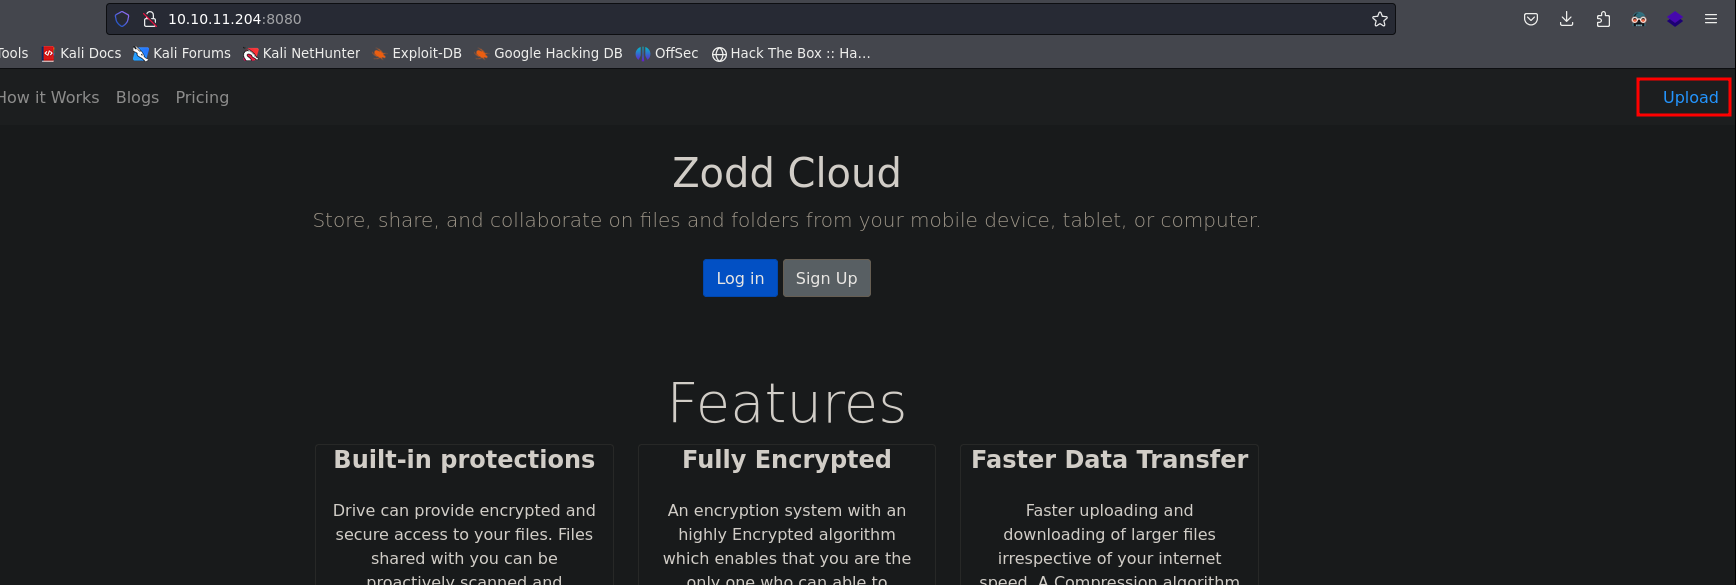 10.10.11.204:8080
Tools Kali Docs Kali Forums Kali NetHunter Exploit-DB Google Hacking DB OffSec Hack The Box :: Ha…
How it Works Blogs Pricing Upload
Zodd Cloud
Store, share, and collaborate on files and folders from your mobile device, tablet, or computer.
Log in Sign Up
Features
Built-in protections Fully Encrypted Faster Data Transfer
Drive can provide encrypted and An encryption system with an Faster uploading and
secure access to your files. Files highly Encrypted algorithm downloading of larger files
shared with you can be which enables that you are the irrespective of your internet
proactively scanned and only one who can able to speed. A Compression algorithm